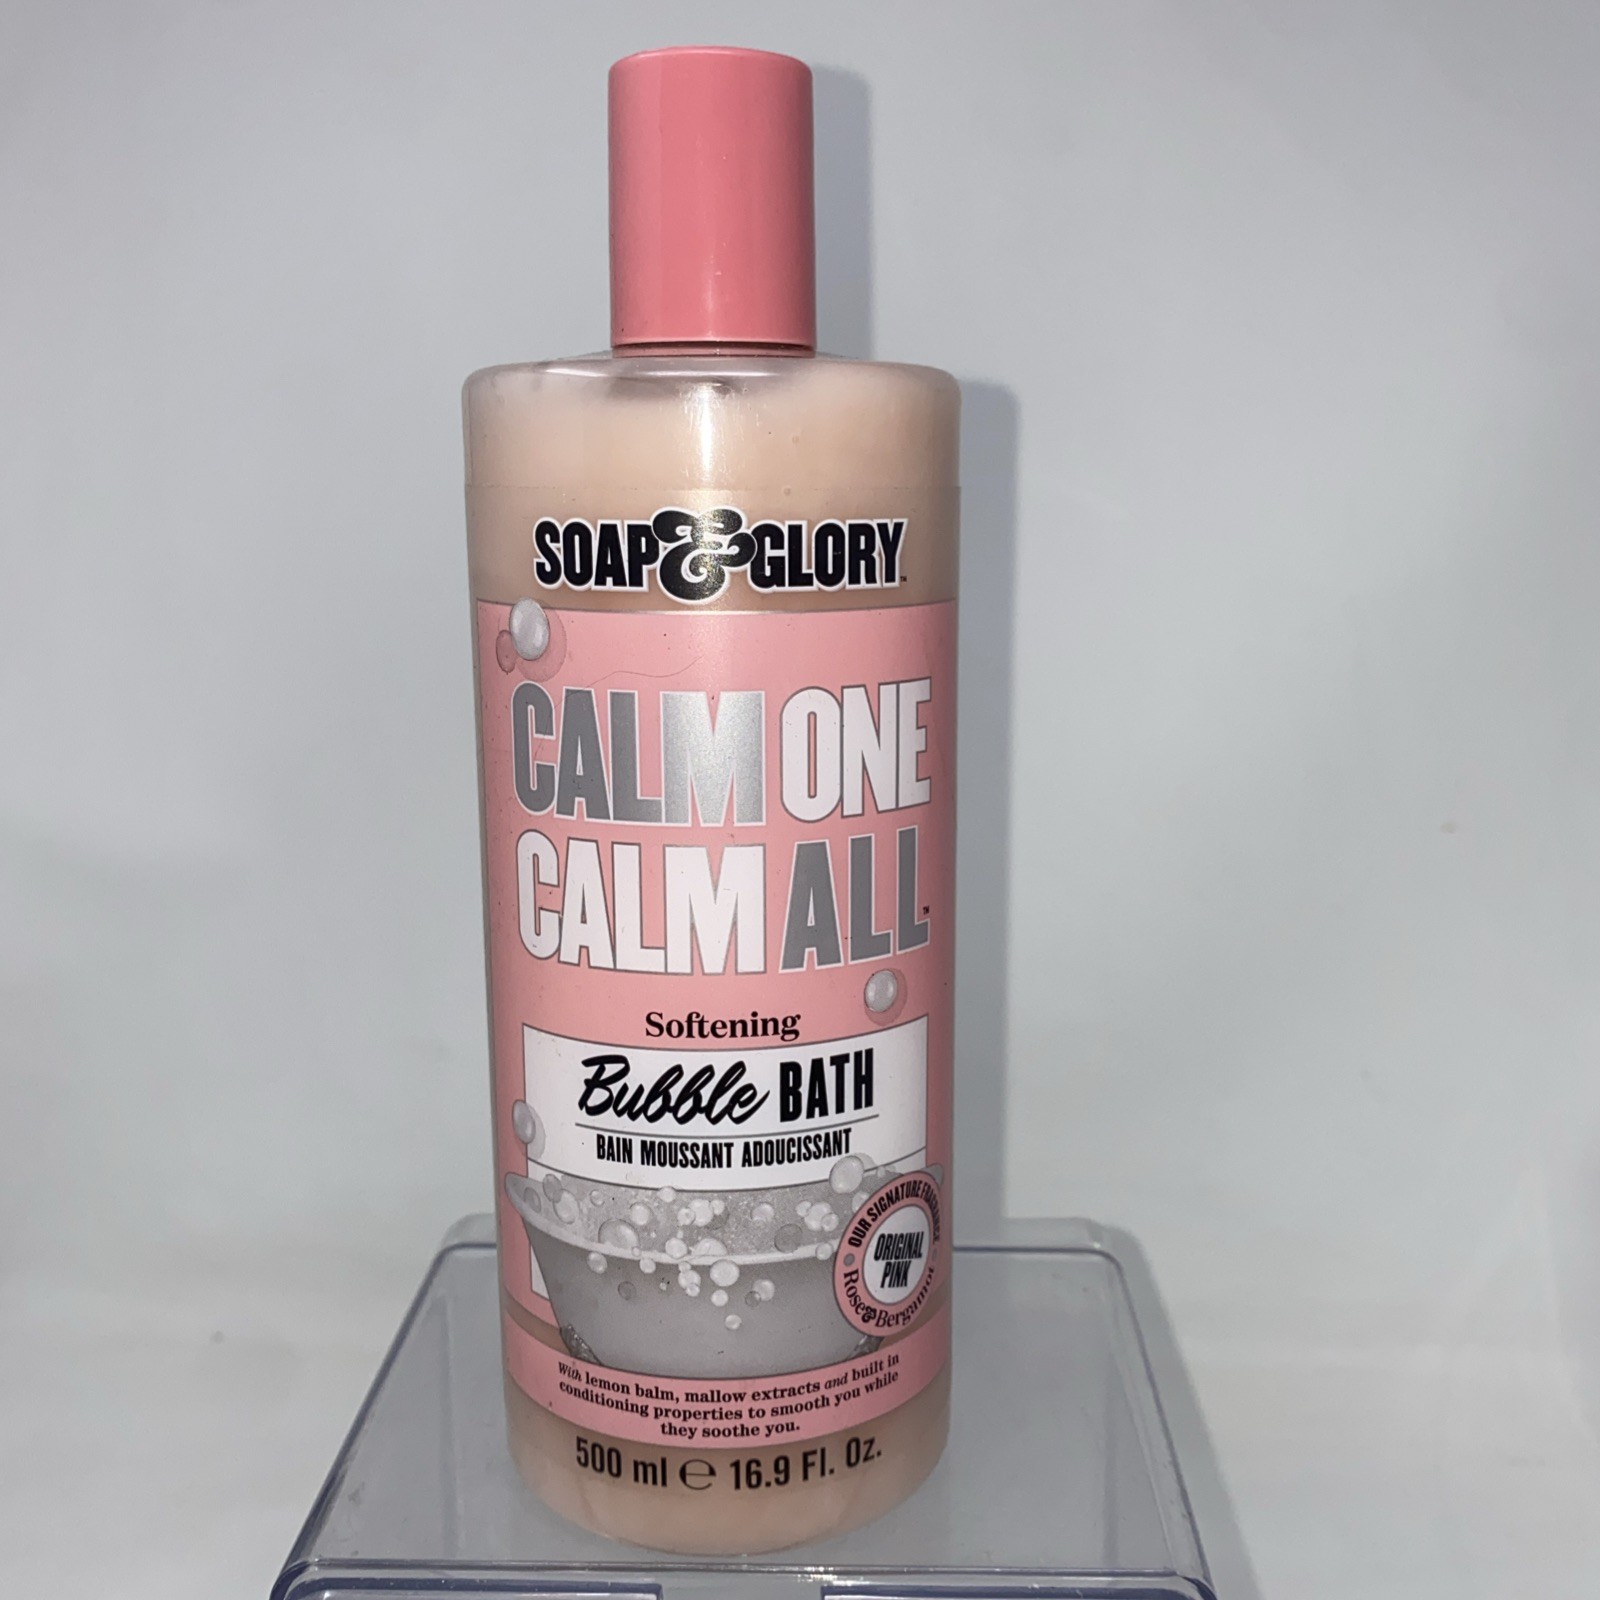 SOAP & GLORY™
CALM ONE
CALM ALL™
Softening
Bubble BATH
BAIN MOUSSANT ADOUCISSANT
OUR SIGNATURE FRAGRANCE
ORIGINAL
PINK
Rose & Bergamot
With lemon balm, mallow extracts and built in
conditioning properties to smooth you while
they soothe you.
500 ml ℮ 16.9 Fl. Oz.